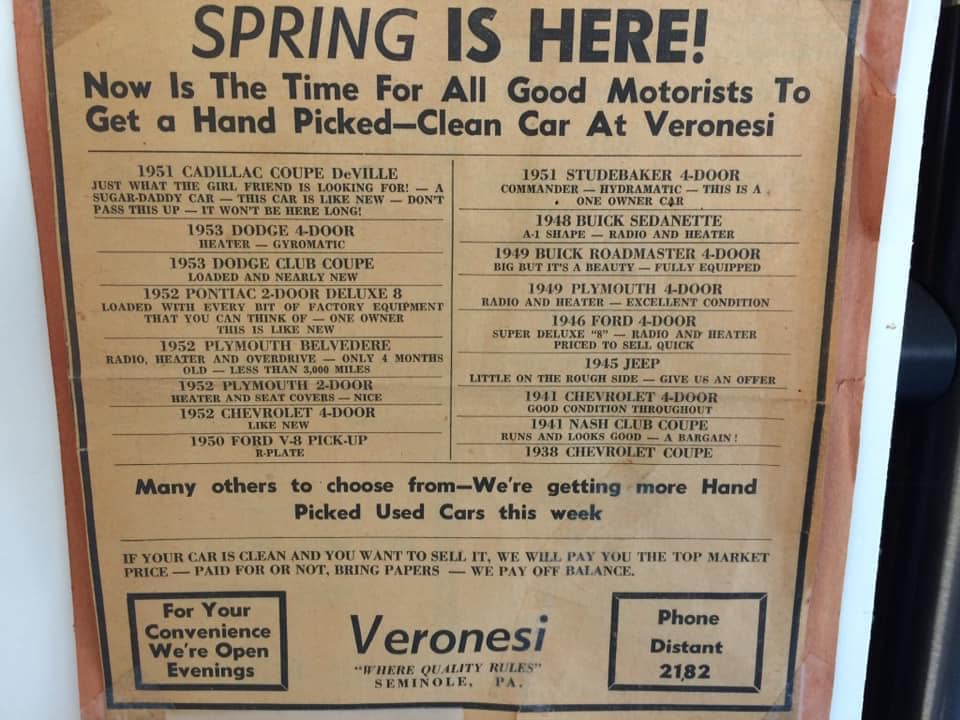 SPRING IS HERE!
Now Is The Time For All Good Motorists To
Get a Hand Picked—Clean Car At Veronesi
1951 CADILLAC COUPE DeVILLE
JUST WHAT THE GIRL FRIEND IS LOOKING FOR! — A
SUGAR-DADDY CAR — THIS CAR IS LIKE NEW — DON'T
PASS THIS UP — IT WON'T BE HERE LONG!
1953 DODGE 4-DOOR
HEATER — GYROMATIC
1953 DODGE CLUB COUPE
LOADED AND NEARLY NEW
1952 PONTIAC 2-DOOR DELUXE 8
LOADED WITH EVERY BIT OF FACTORY EQUIPMENT
THAT YOU CAN THINK OF — ONE OWNER
THIS IS LIKE NEW
1952 PLYMOUTH BELVEDERE
RADIO, HEATER AND OVERDRIVE — ONLY 4 MONTHS
OLD — LESS THAN 3,000 MILES
1952 PLYMOUTH 2-DOOR
HEATER AND SEAT COVERS — NICE
1952 CHEVROLET 4-DOOR
LIKE NEW
1950 FORD V-8 PICK-UP
R-PLATE
1951 STUDEBAKER 4-DOOR
COMMANDER — HYDRAMATIC — THIS IS A
ONE OWNER CAR
1948 BUICK SEDANETTE
A-1 SHAPE — RADIO AND HEATER
1949 BUICK ROADMASTER 4-DOOR
BIG BUT IT'S A BEAUTY — FULLY EQUIPPED
1949 PLYMOUTH 4-DOOR
RADIO AND HEATER — EXCELLENT CONDITION
1946 FORD 4-DOOR
SUPER DELUXE "8" — RADIO AND HEATER
PRICED TO SELL QUICK
1945 JEEP
LITTLE ON THE ROUGH SIDE — GIVE US AN OFFER
1941 CHEVROLET 4-DOOR
GOOD CONDITION THROUGHOUT
1941 NASH CLUB COUPE
RUNS AND LOOKS GOOD — A BARGAIN!
1938 CHEVROLET COUPE
Many others to choose from—We're getting more Hand
Picked Used Cars this week
IF YOUR CAR IS CLEAN AND YOU WANT TO SELL IT, WE WILL PAY YOU THE TOP MARKET
PRICE — PAID FOR OR NOT, BRING PAPERS — WE PAY OFF BALANCE.
For Your
Convenience
We're Open
Evenings
Veronesi
"WHERE QUALITY RULES"
SEMINOLE, PA.
Phone
Distant
2182